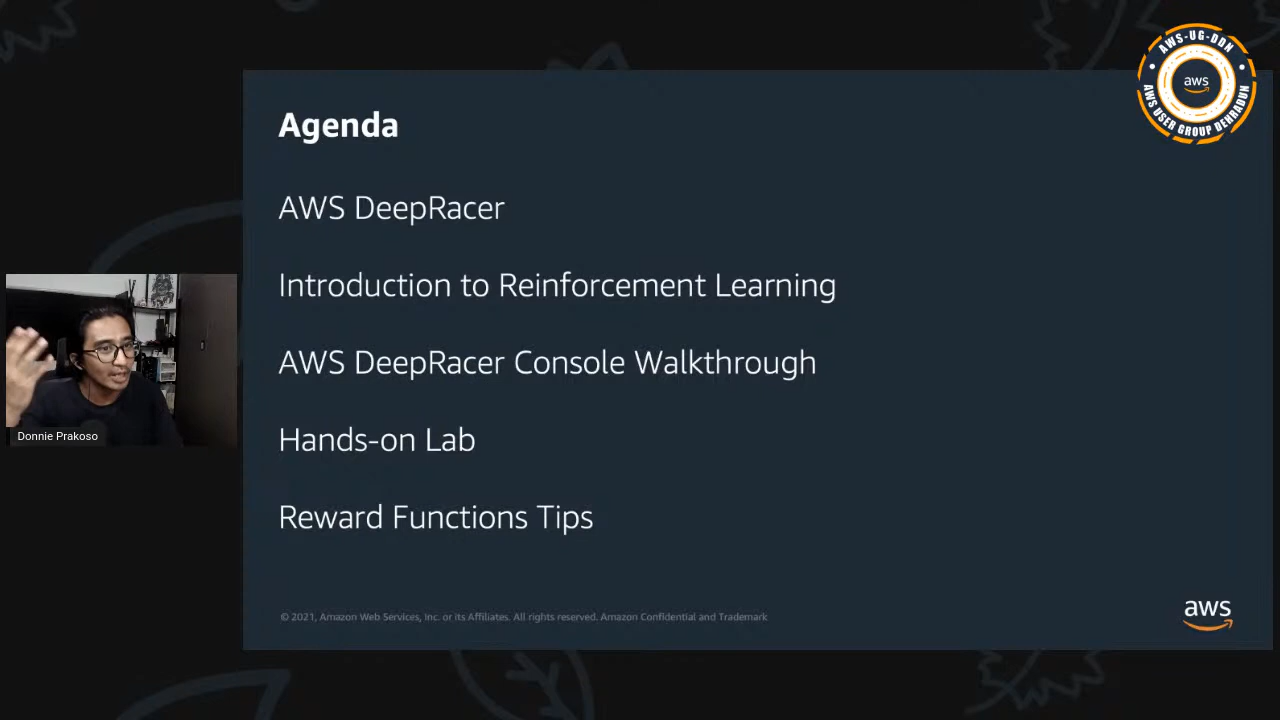 AWS-UG-DDN
aws
AWS USER GROUP DEHRADUN
Agenda
AWS DeepRacer
Introduction to Reinforcement Learning
AWS DeepRacer Console Walkthrough
Hands-on Lab
Reward Functions Tips
Donnie Prakoso
© 2021, Amazon Web Services, Inc. or its Affiliates. All rights reserved. Amazon Confidential and Trademark
aws